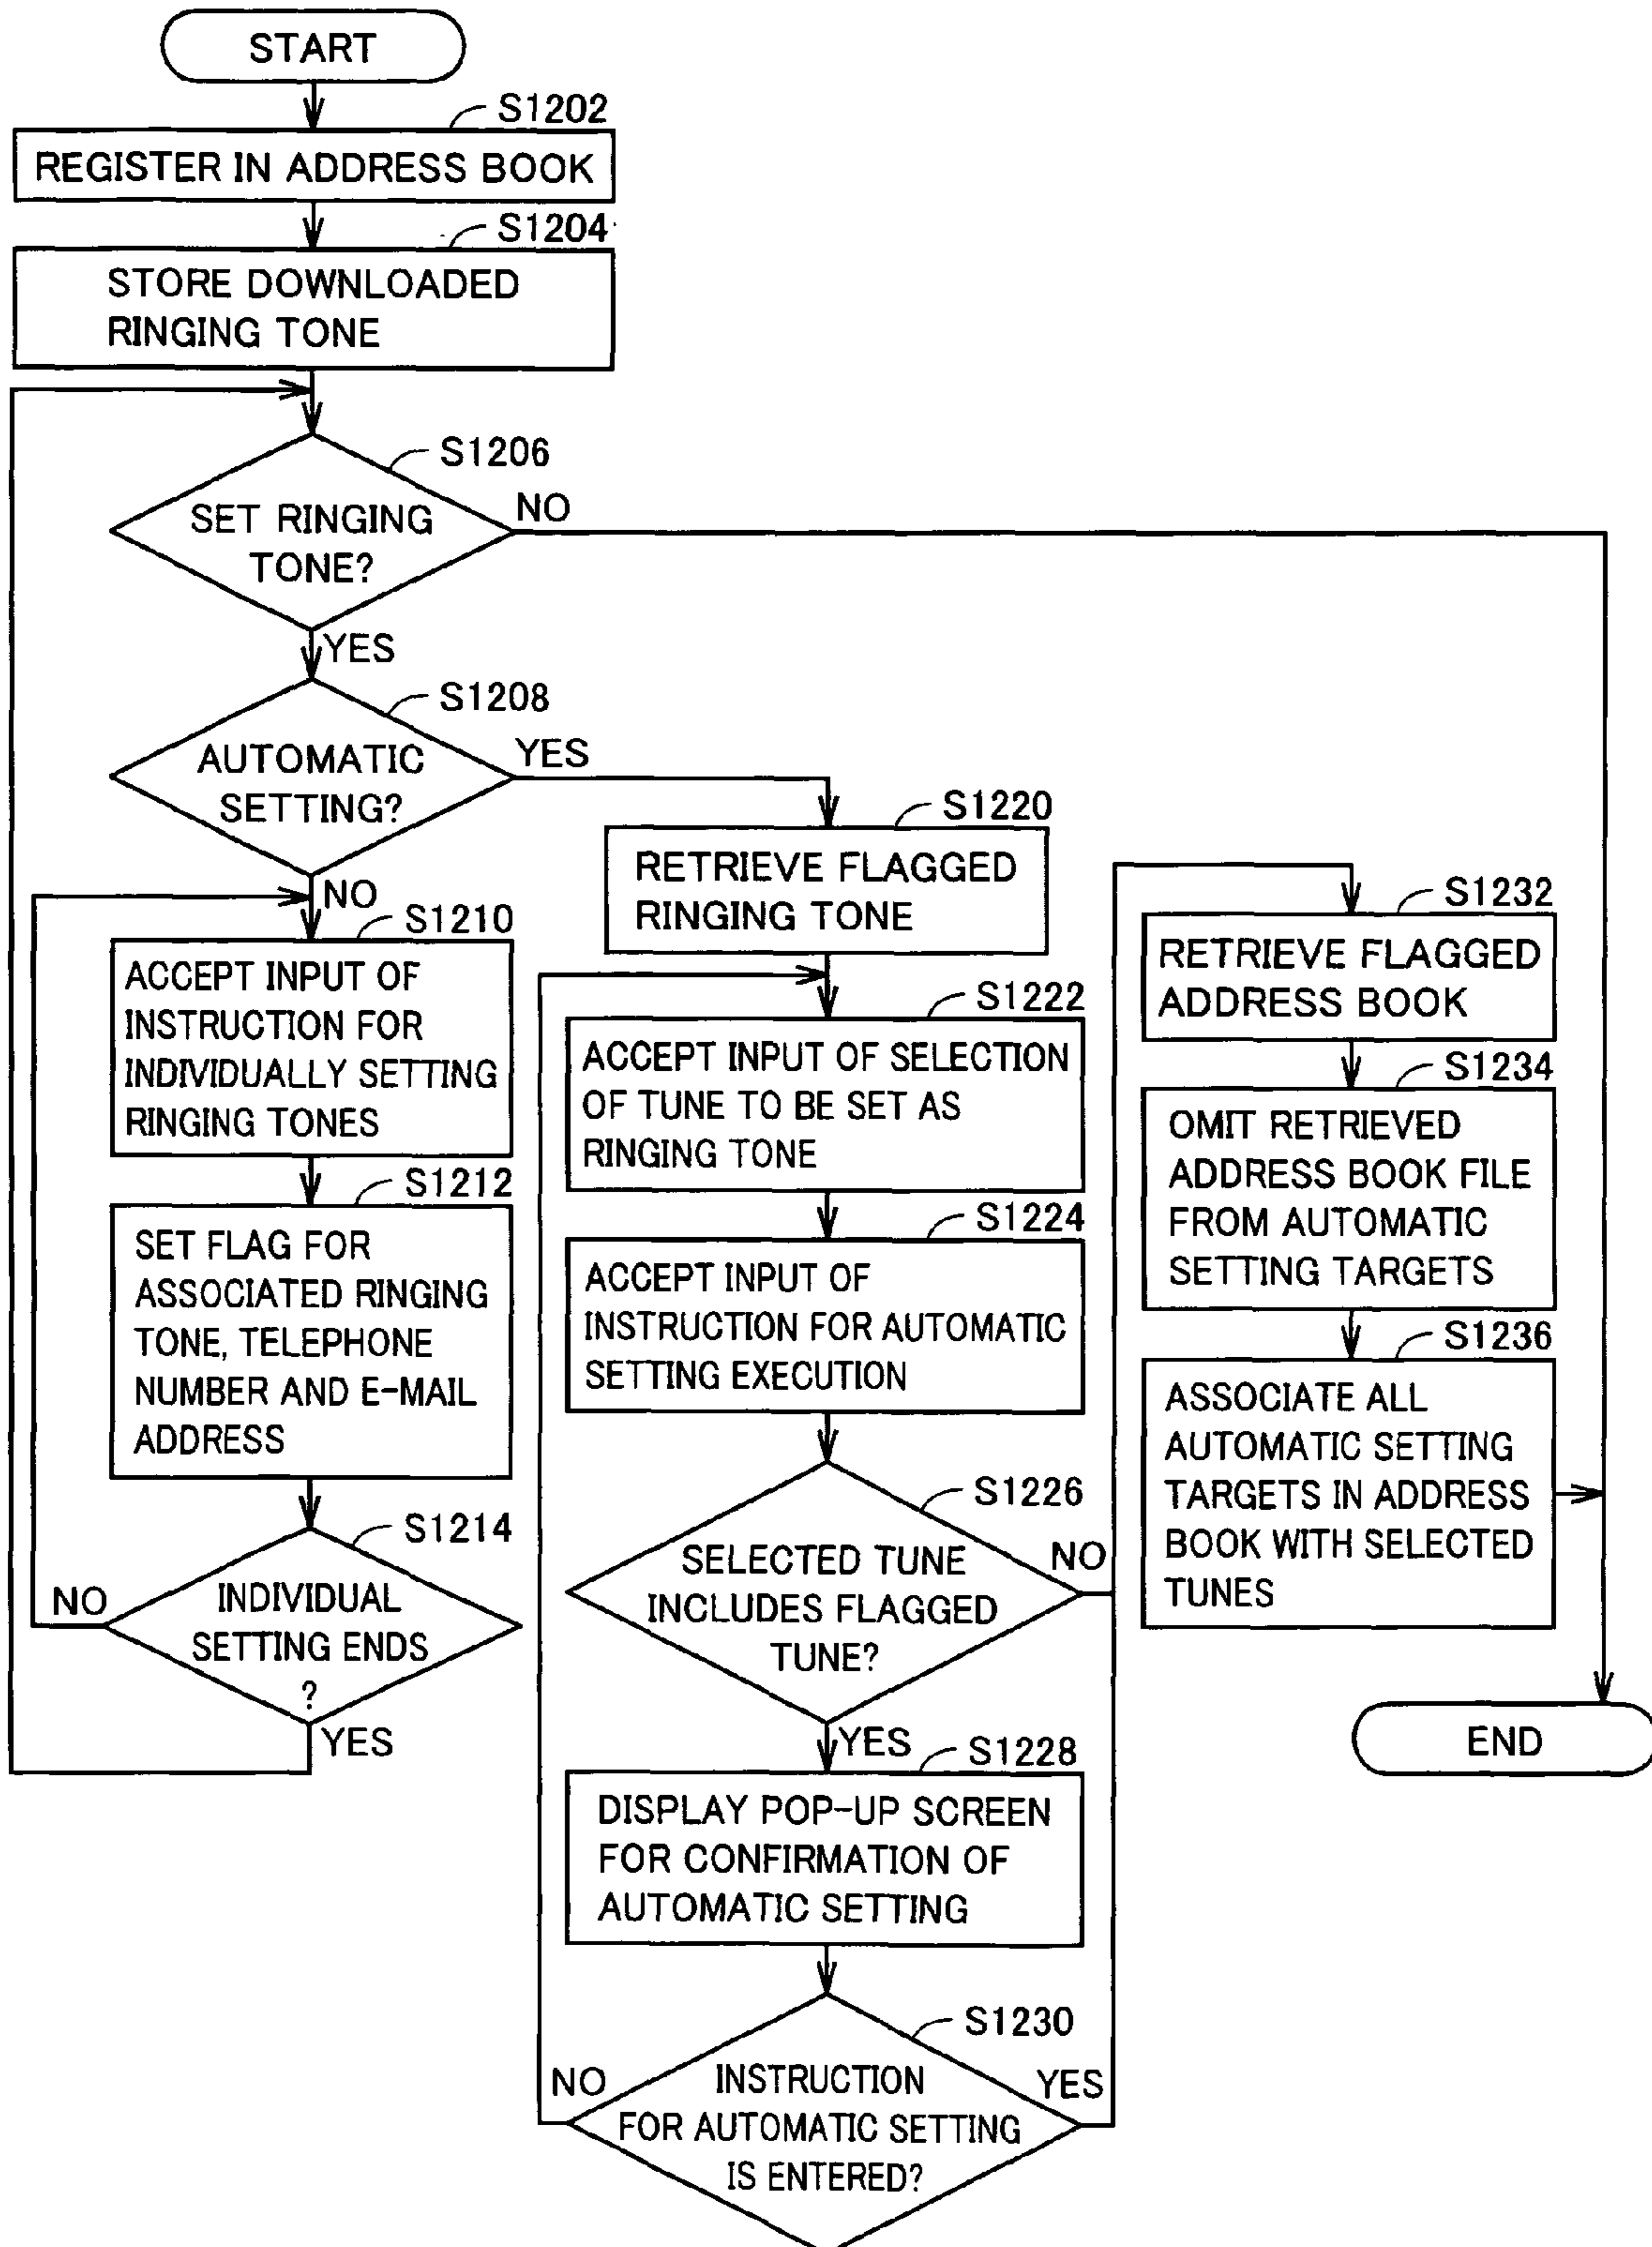 START
S1202
REGISTER IN ADDRESS BOOK
S1204
STORE DOWNLOADED
RINGING TONE
S1206
SET RINGING
TONE?
NO
YES
S1208
AUTOMATIC
SETTING?
YES
NO
S1210
ACCEPT INPUT OF
INSTRUCTION FOR
INDIVIDUALLY SETTING
RINGING TONES
S1212
SET FLAG FOR
ASSOCIATED RINGING
TONE, TELEPHONE
NUMBER AND E-MAIL
ADDRESS
S1214
INDIVIDUAL
SETTING ENDS
?
NO
YES
S1220
RETRIEVE FLAGGED
RINGING TONE
S1222
ACCEPT INPUT OF SELECTION
OF TUNE TO BE SET AS
RINGING TONE
S1224
ACCEPT INPUT OF
INSTRUCTION FOR AUTOMATIC
SETTING EXECUTION
S1226
SELECTED TUNE
INCLUDES FLAGGED
TUNE?
NO
YES
S1228
DISPLAY POP-UP SCREEN
FOR CONFIRMATION OF
AUTOMATIC SETTING
S1230
INSTRUCTION
FOR AUTOMATIC SETTING
IS ENTERED?
NO
YES
S1232
RETRIEVE FLAGGED
ADDRESS BOOK
S1234
OMIT RETRIEVED
ADDRESS BOOK FILE
FROM AUTOMATIC
SETTING TARGETS
S1236
ASSOCIATE ALL
AUTOMATIC SETTING
TARGETS IN ADDRESS
BOOK WITH SELECTED
TUNES
END